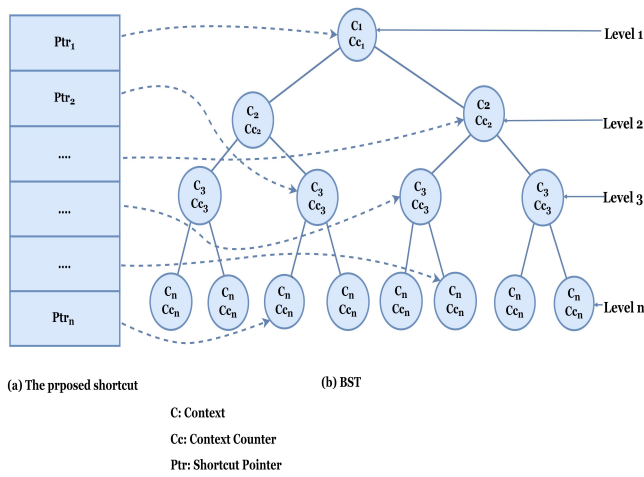 Ptr1
Ptr2
....
....
....
Ptrn
C1
Cc1
Level 1
C2
Cc2
C2
Cc2
Level 2
C3
Cc3
C3
Cc3
C3
Cc3
C3
Cc3
Level 3
Cn
Ccn
Cn
Ccn
Cn
Ccn
Cn
Ccn
Cn
Ccn
Cn
Ccn
Cn
Ccn
Cn
Ccn
Level n
(a) The prposed shortcut
(b) BST
C: Context
Cc: Context Counter
Ptr: Shortcut Pointer